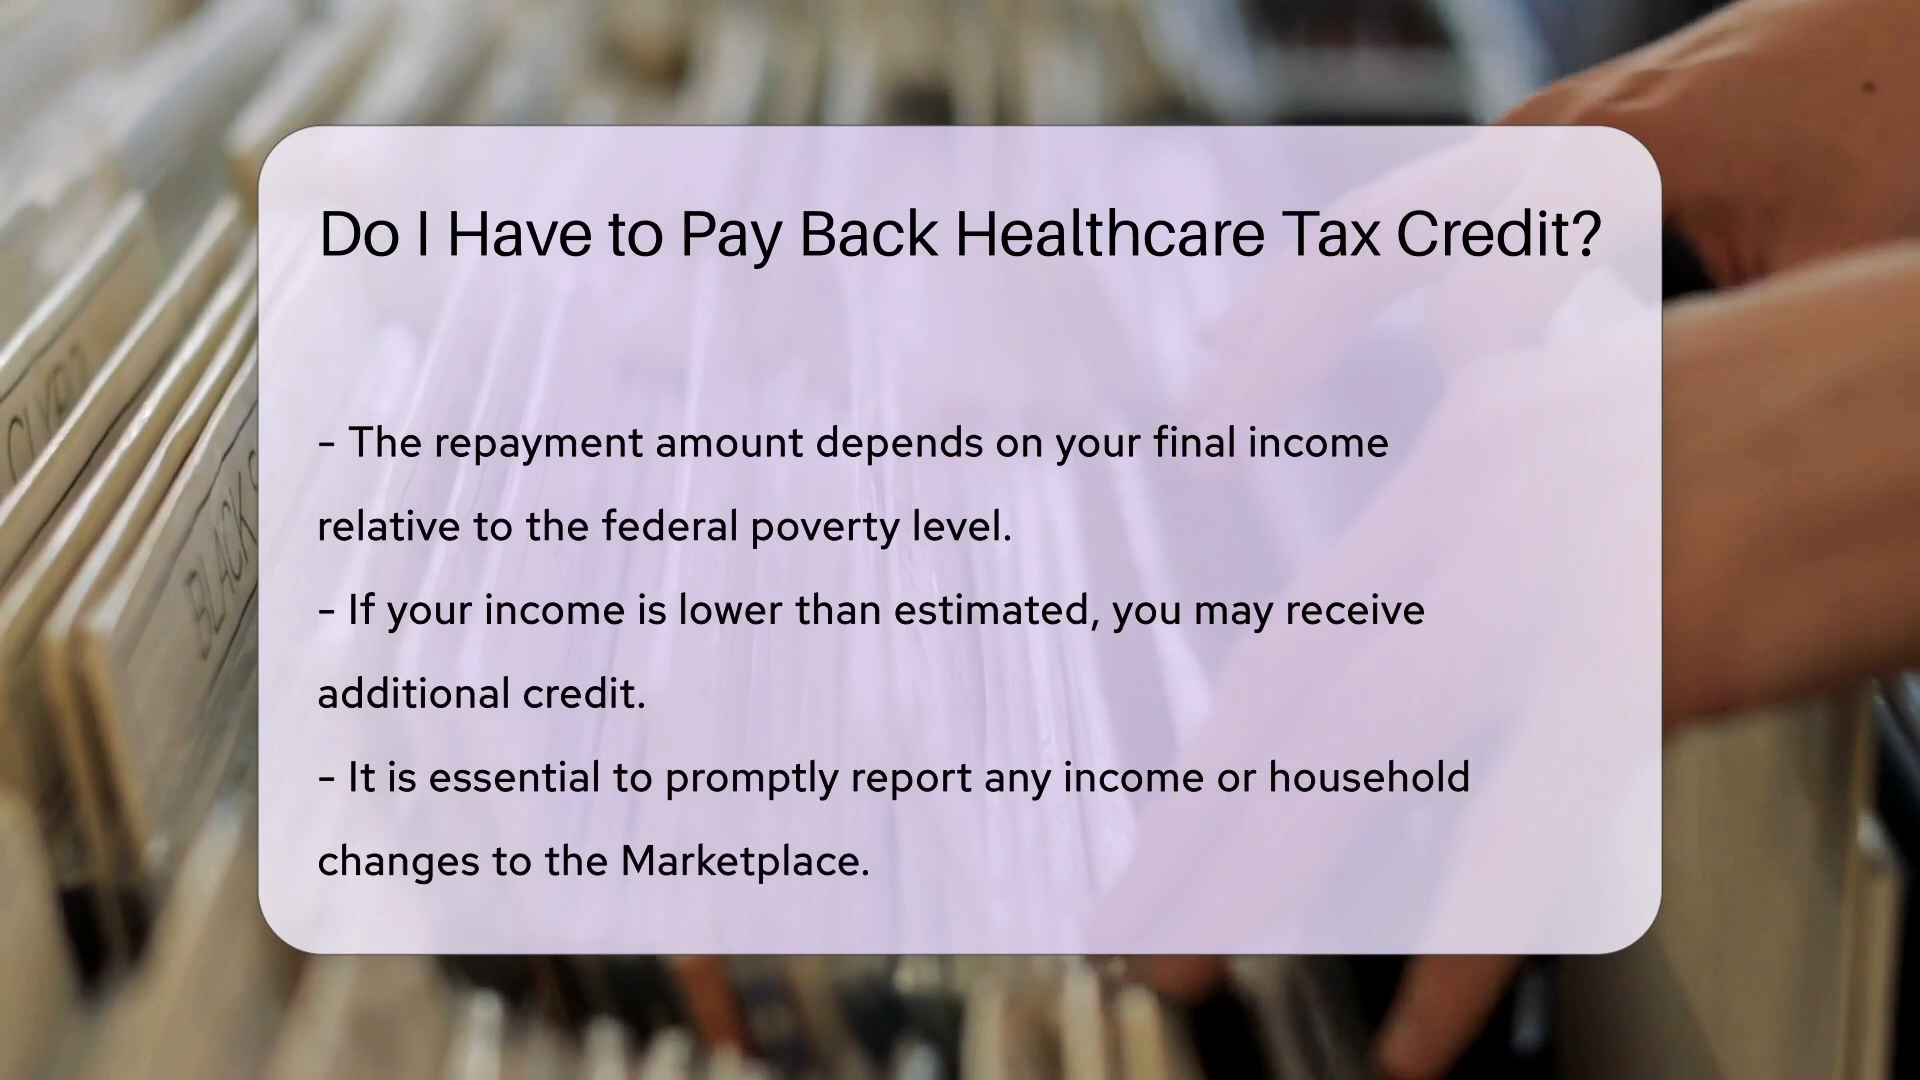 Do I Have to Pay Back Healthcare Tax Credit?
- The repayment amount depends on your final income
relative to the federal poverty level.
- If your income is lower than estimated, you may receive
additional credit.
- It is essential to promptly report any income or household
changes to the Marketplace.
BLACK